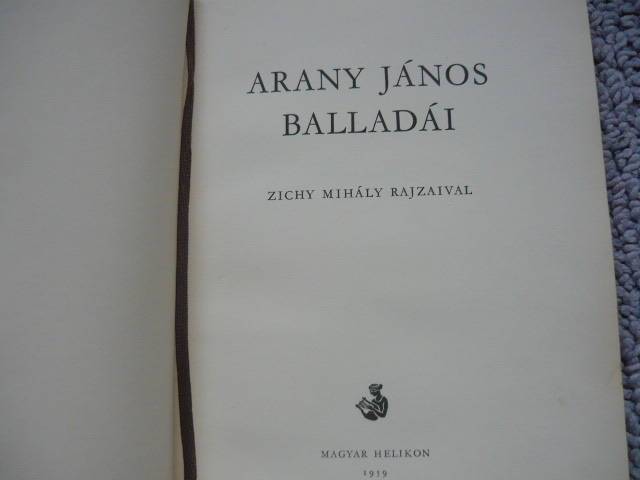 ARANY JÁNOS
BALLADÁI
ZICHY MIHÁLY RAJZAIVAL
MAGYAR HELIKON
1959